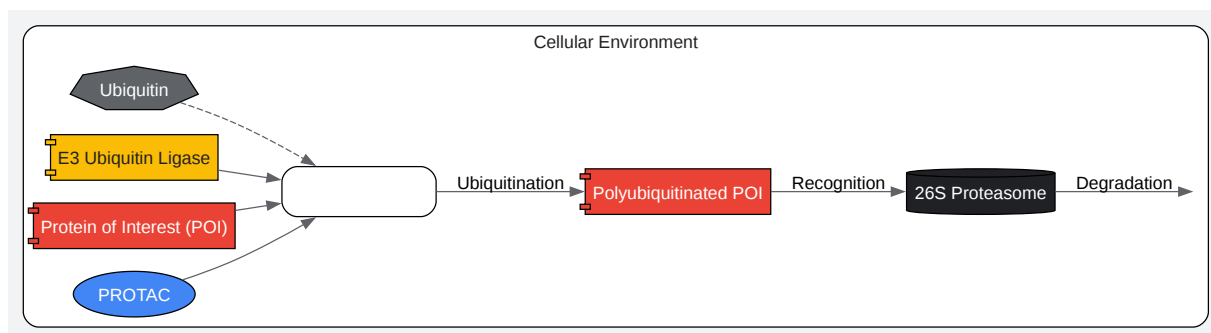 Cellular Environment
Ubiquitin
E3 Ubiquitin Ligase
Protein of Interest (POI)
PROTAC
Ubiquitination
Polyubiquitinated POI
Recognition
26S Proteasome
Degradation